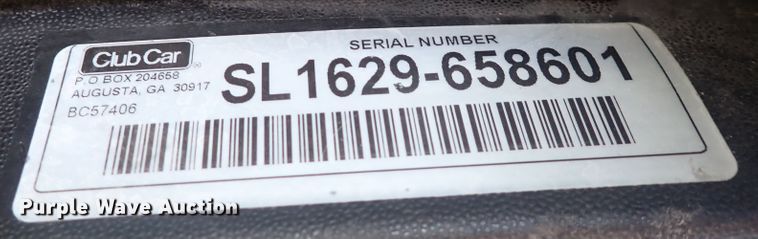 Club Car
P.O BOX 204658
AUGUSTA, GA 30917
BC57406
SERIAL NUMBER
SL1629-658601
Purple Wave Auction